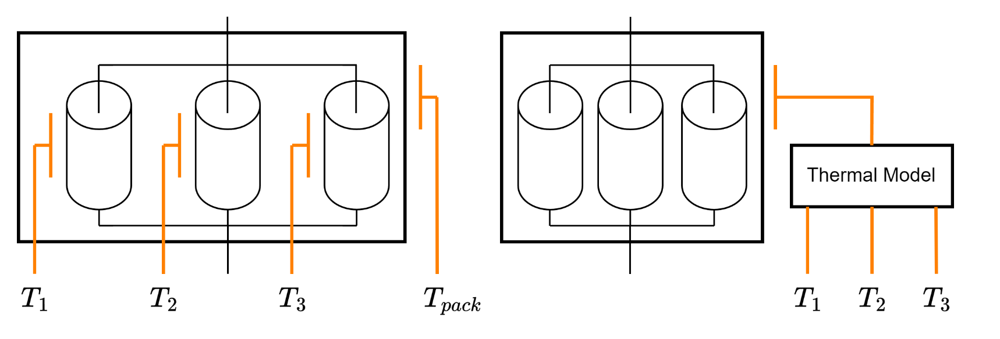 Thermal Model
T1 T2 T3 Tpack T1 T2 T3